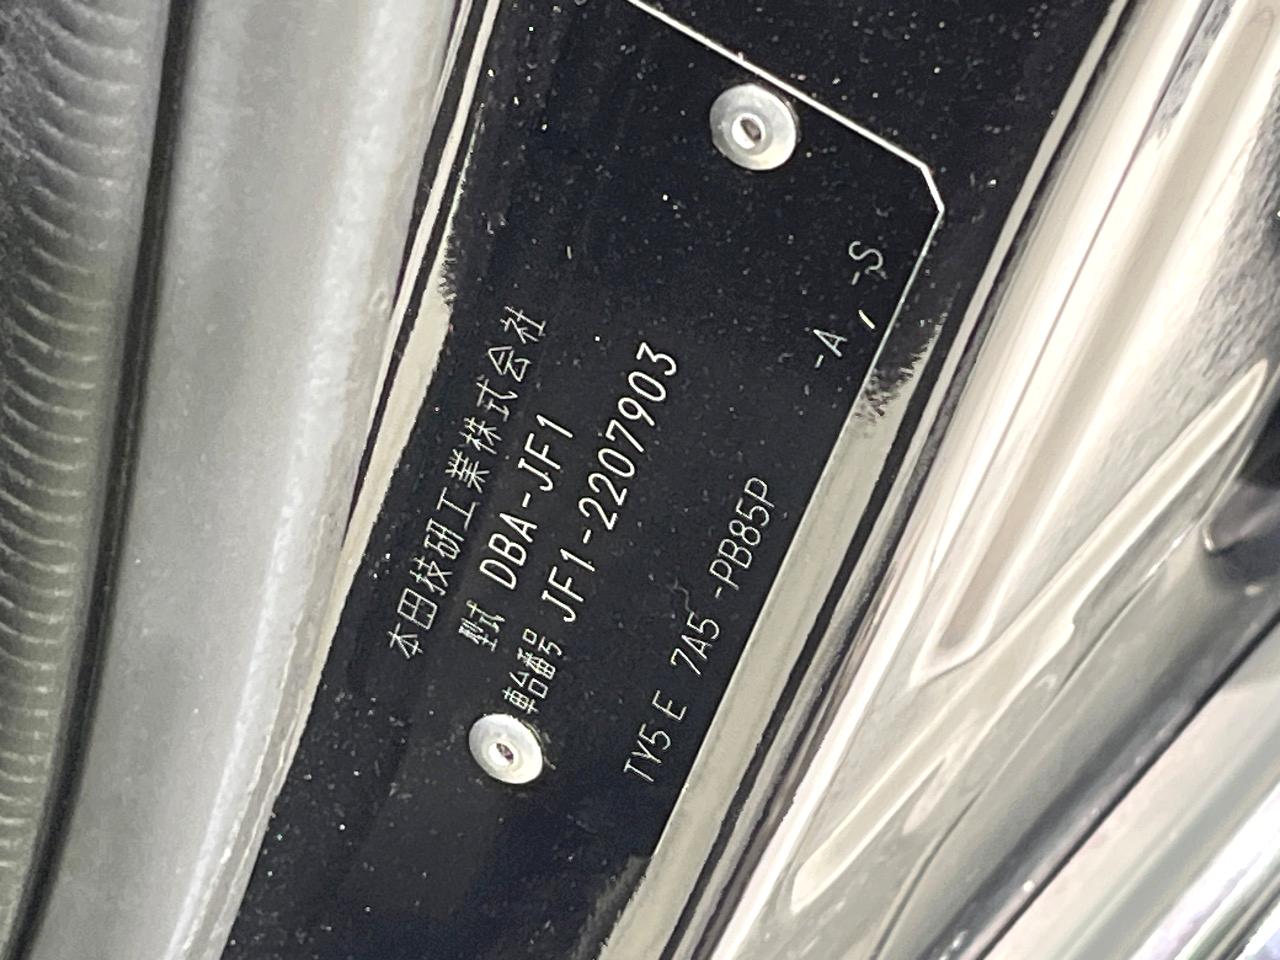 本田技研工業株式会社
型式 DBA-JF1
車台番号 JF1-2207903
TY5 E 7A5 -PB85P -A , -S